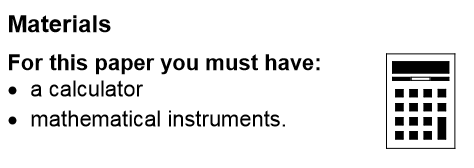 Materials
For this paper you must have:
• a calculator
• mathematical instruments.